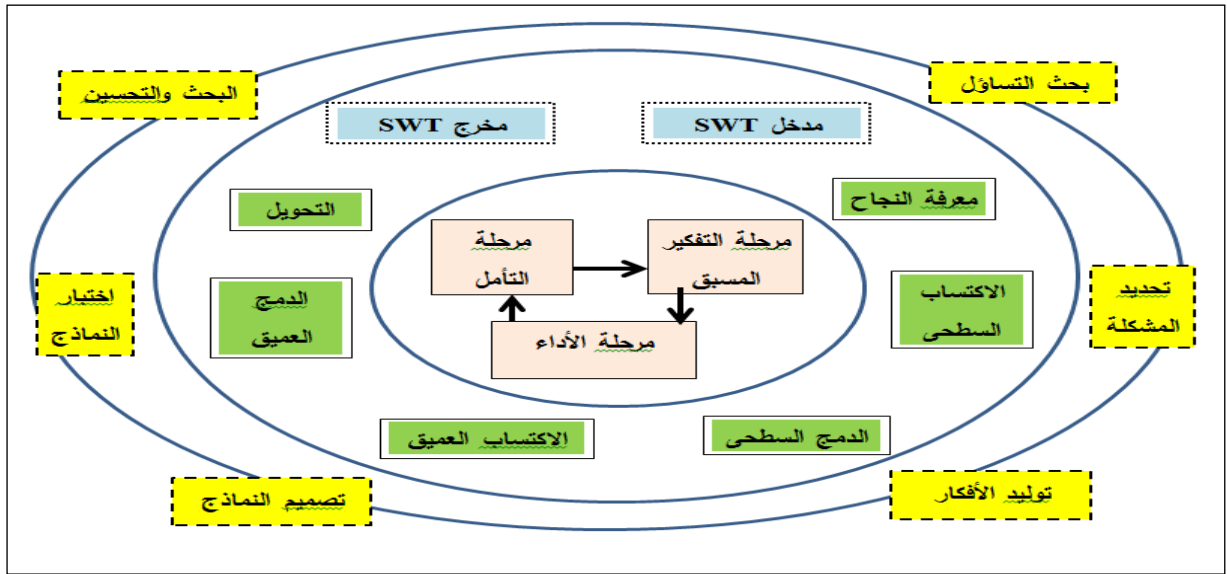 بحث التساؤل
البحث والتحسين
مدخل SWT
مخرج SWT
معرفة النجاح
التحويل
مرحلة التفكير
المسبق
مرحلة
التأمل
مرحلة الأداء
الاكتساب
السطحى
الدمج
العميق
تحديد
المشكلة
اختبار
النماذج
الدمج السطحى
الاكتساب العميق
توليد الأفكار
تصميم النماذج